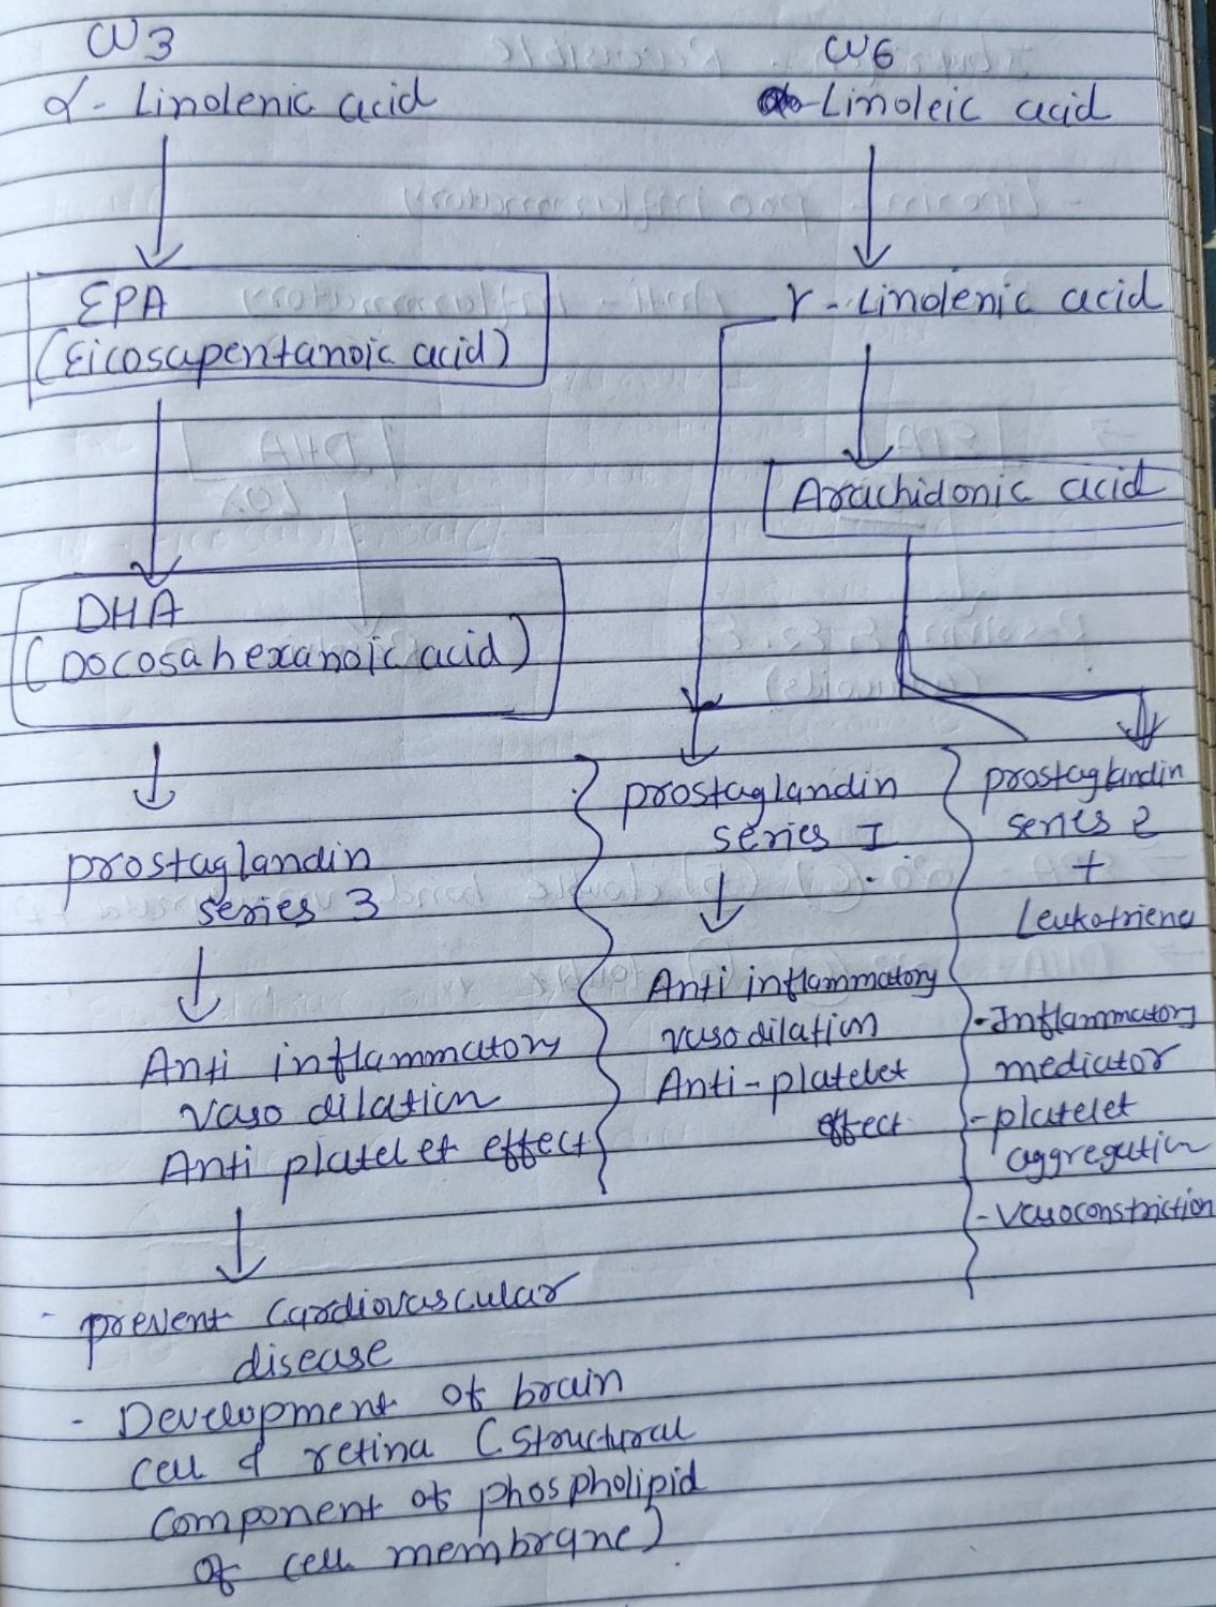 ω3
α- Linolenic acid
↓
EPA
(Eicosapentanoic acid)
↓
DHA
(Docosahexanoic acid)
↓
prostaglandin
series 3
↓
Anti inflammatory
vaso dilation
Anti platelet effect
↓
- prevent Cardiovascular
disease
- Development of brain
cell & retina (structural
component of phospholipid
of cell membrane)
ω6
Linoleic acid
↓
γ-Linolenic acid
↓
Arachidonic acid
prostaglandin
series I
↓
Anti inflammatory
vasodilation
Anti-platelet
effect
prostaglandin
series 2
+
Leukotriene
-Inflammatory
mediator
-platelet
aggregation
-Vasoconstriction